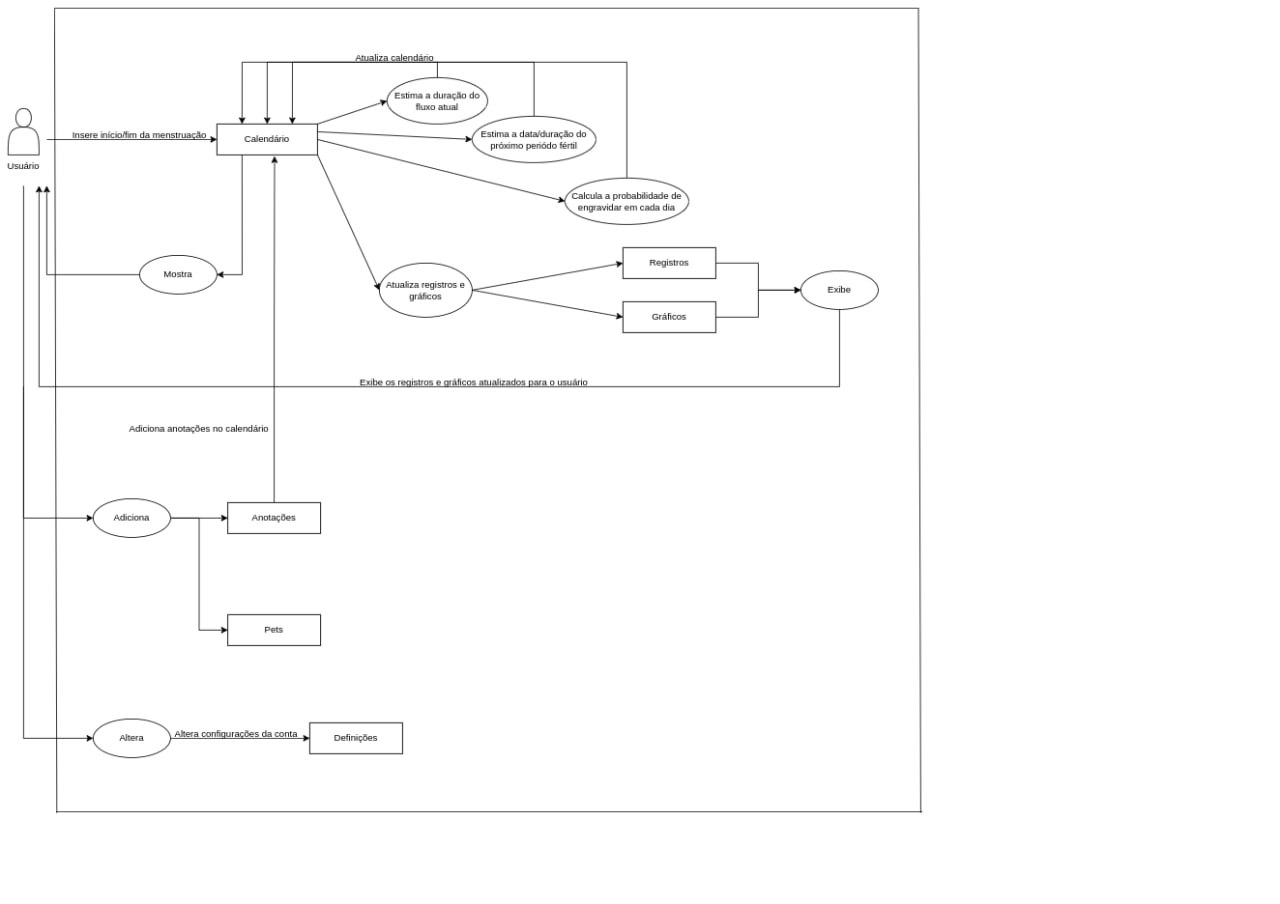 Atualiza calendário
Estima a duração do
fluxo atual
Insere início/fim da menstruação
Calendário
Estima a data/duração do
próximo periódo fértil
Usuário
Calcula a probabilidade de
engravidar em cada dia
Mostra
Atualiza registros e
gráficos
Registros
Gráficos
Exibe
Exibe os registros e gráficos atualizados para o usuário
Adiciona anotações no calendário
Adiciona
Anotações
Pets
Altera
Altera configurações da conta
Definições